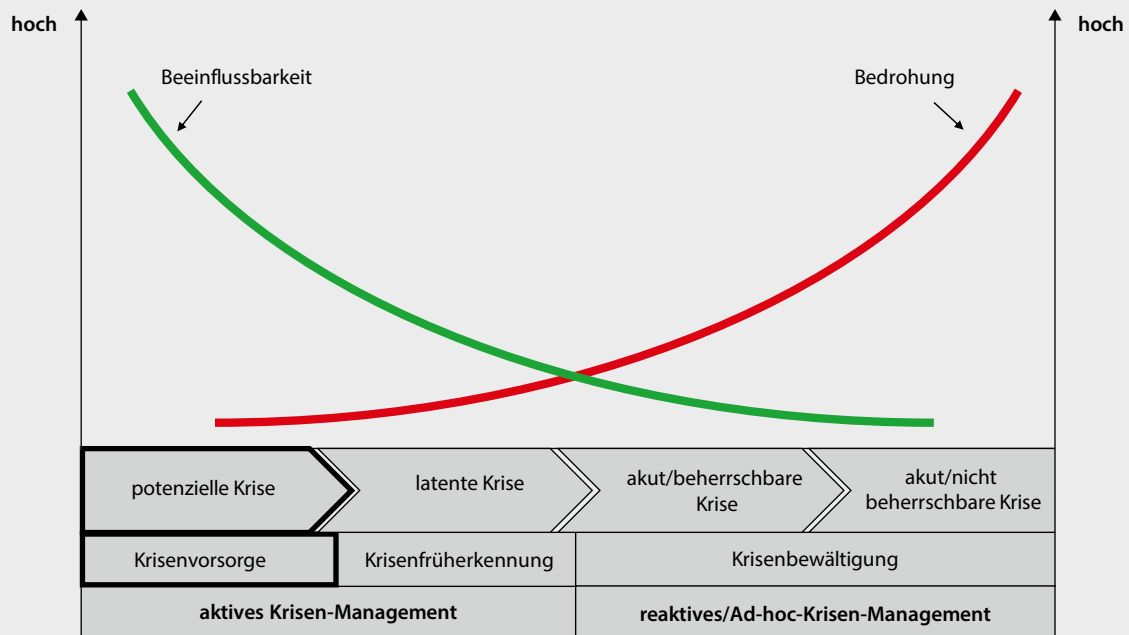 hoch
hoch
Beeinflussbarkeit
Bedrohung
potenzielle Krise
latente Krise
akut/beherrschbare
Krise
akut/nicht
beherrschbare Krise
Krisenvorsorge
Krisenfrüherkennung
Krisenbewältigung
aktives Krisen-Management
reaktives/Ad-hoc-Krisen-Management